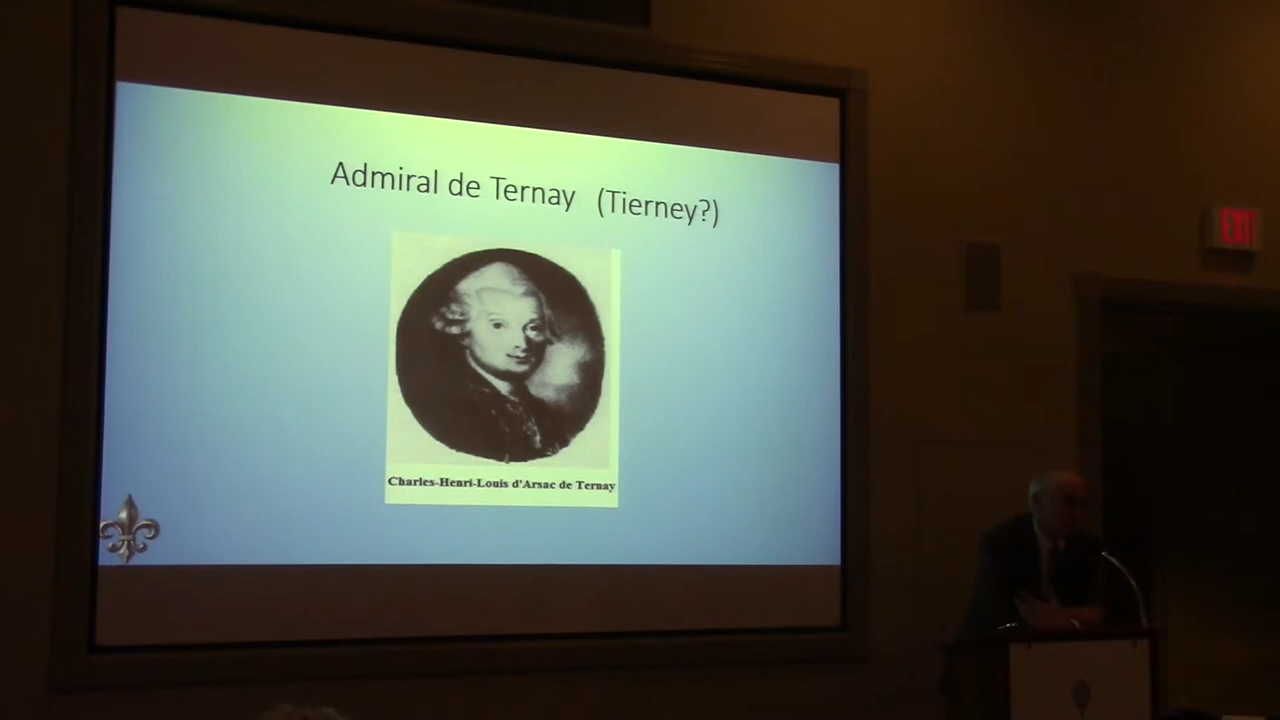 Admiral de Ternay (Tierney?)
Charles-Henri-Louis d'Arsac de Ternay
EXIT